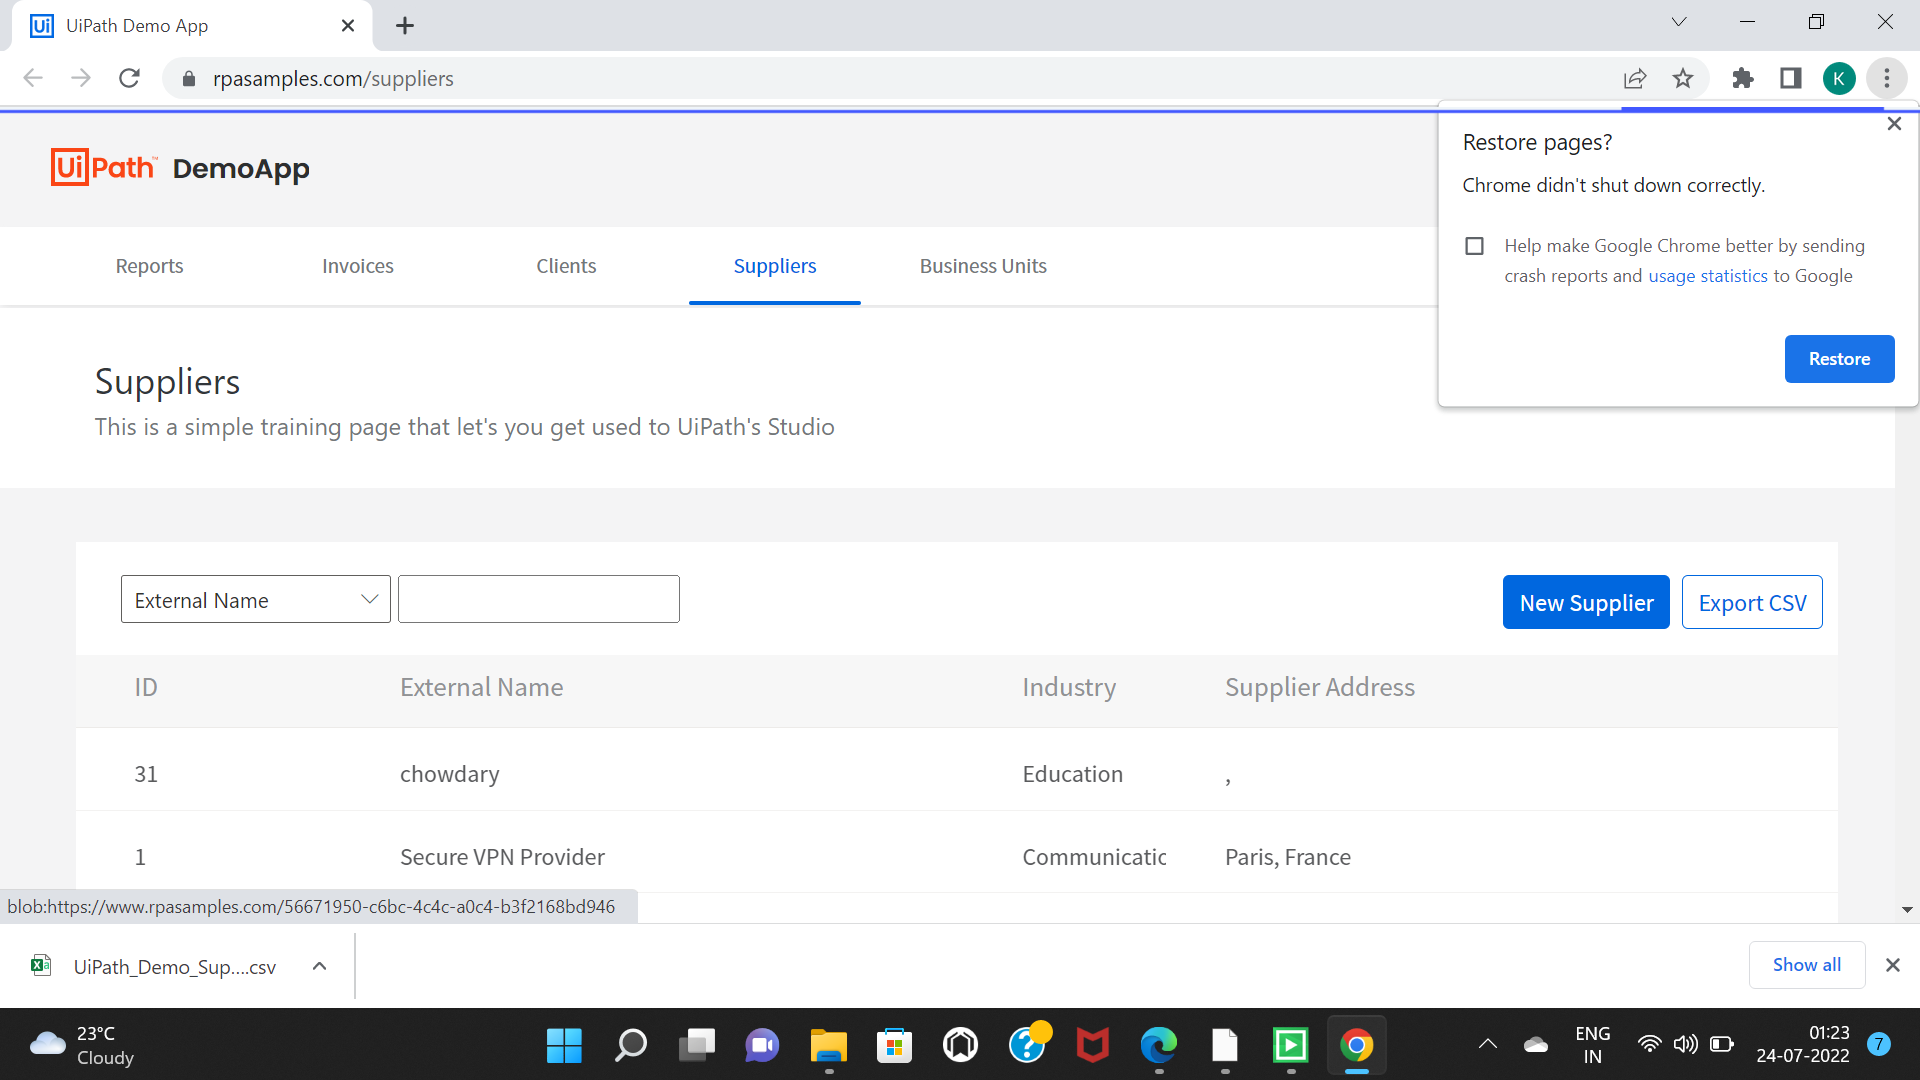 UiPath Demo App
rpasamples.com/suppliers
K
UiPath™ DemoApp
Restore pages?
Chrome didn't shut down correctly.
Help make Google Chrome better by sending
crash reports and usage statistics to Google
Restore
Reports Invoices Clients Suppliers Business Units
Suppliers
This is a simple training page that let's you get used to UiPath's Studio
External Name
New Supplier Export CSV
ID External Name Industry Supplier Address
31 chowdary Education ,
1 Secure VPN Provider Communicatic Paris, France
blob:https://www.rpasamples.com/56671950-c6bc-4c4c-a0c4-b3f2168bd946
UiPath_Demo_Sup....csv
Show all
23°C
Cloudy
ENG
IN
01:23
24-07-2022
7